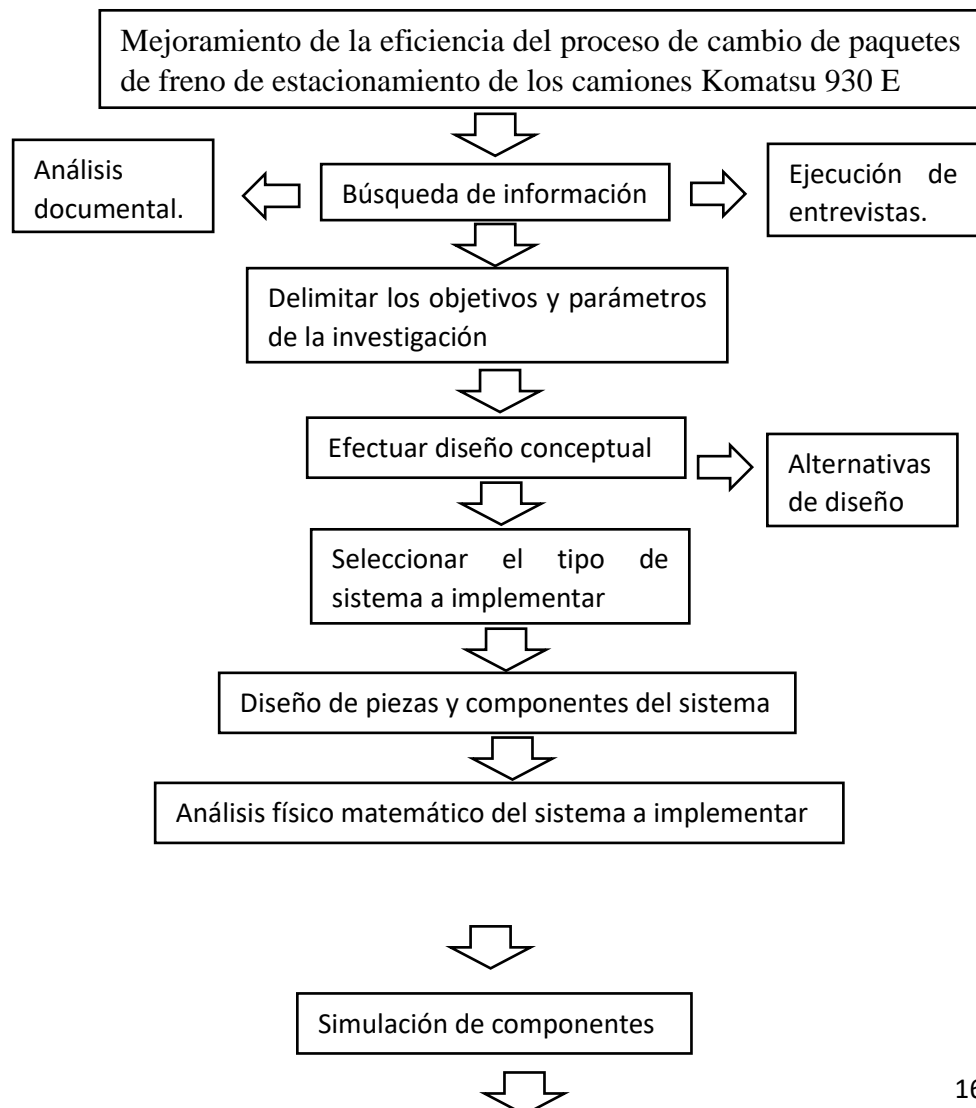 Mejoramiento de la eficiencia del proceso de cambio de paquetes
de freno de estacionamiento de los camiones Komatsu 930 E
Análisis
documental.
Búsqueda de información
Ejecución de
entrevistas.
Delimitar los objetivos y parámetros
de la investigación
Efectuar diseño conceptual
Alternativas
de diseño
Seleccionar el tipo de
sistema a implementar
Diseño de piezas y componentes del sistema
Análisis físico matemático del sistema a implementar
Simulación de componentes
16